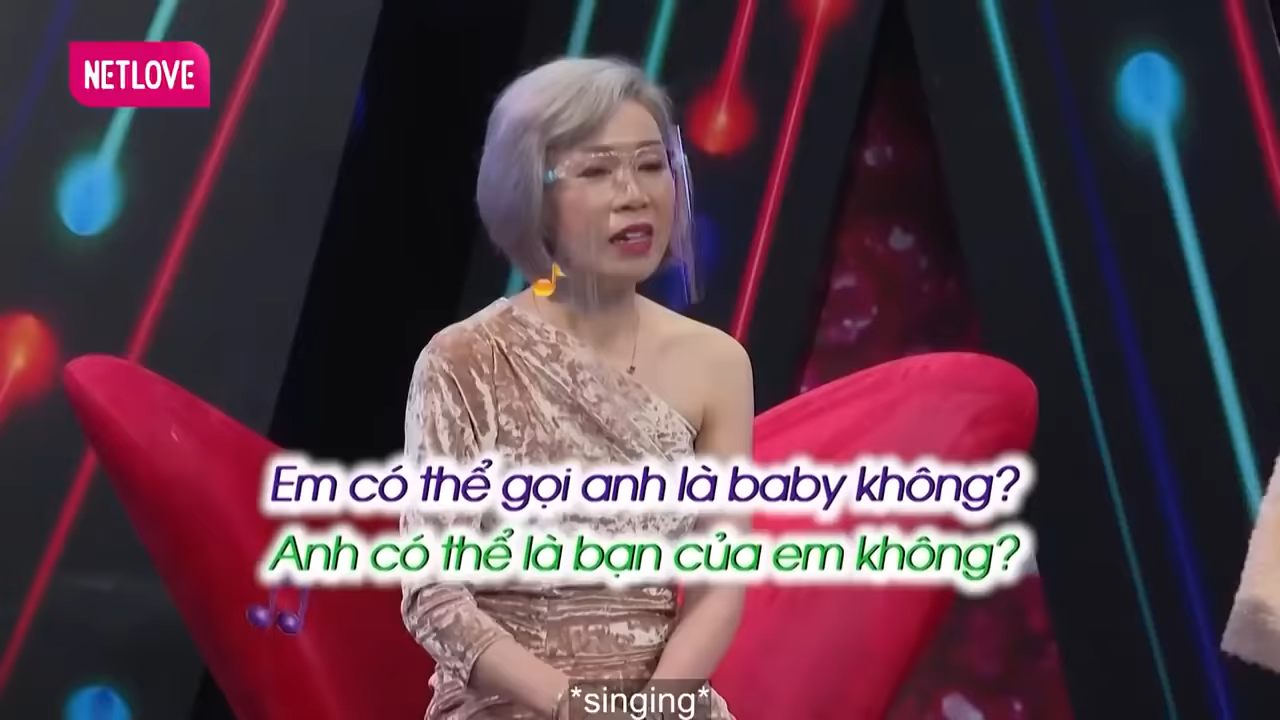 NETLOVE
Em có thể gọi anh là baby không?
Anh có thể là bạn của em không?
*singing*